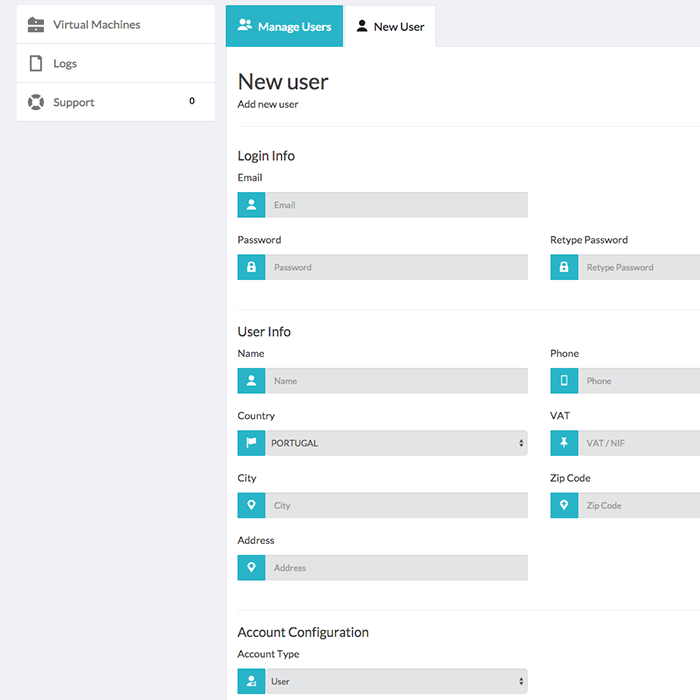 Virtual Machines
Logs
Support 0
Manage Users New User
New user
Add new user
Login Info
Email
Email
Password Retype Password
Password Retype Password
User Info
Name Phone
Name Phone
Country VAT
PORTUGAL VAT / NIF
City Zip Code
City Zip Code
Address
Address
Account Configuration
Account Type
User